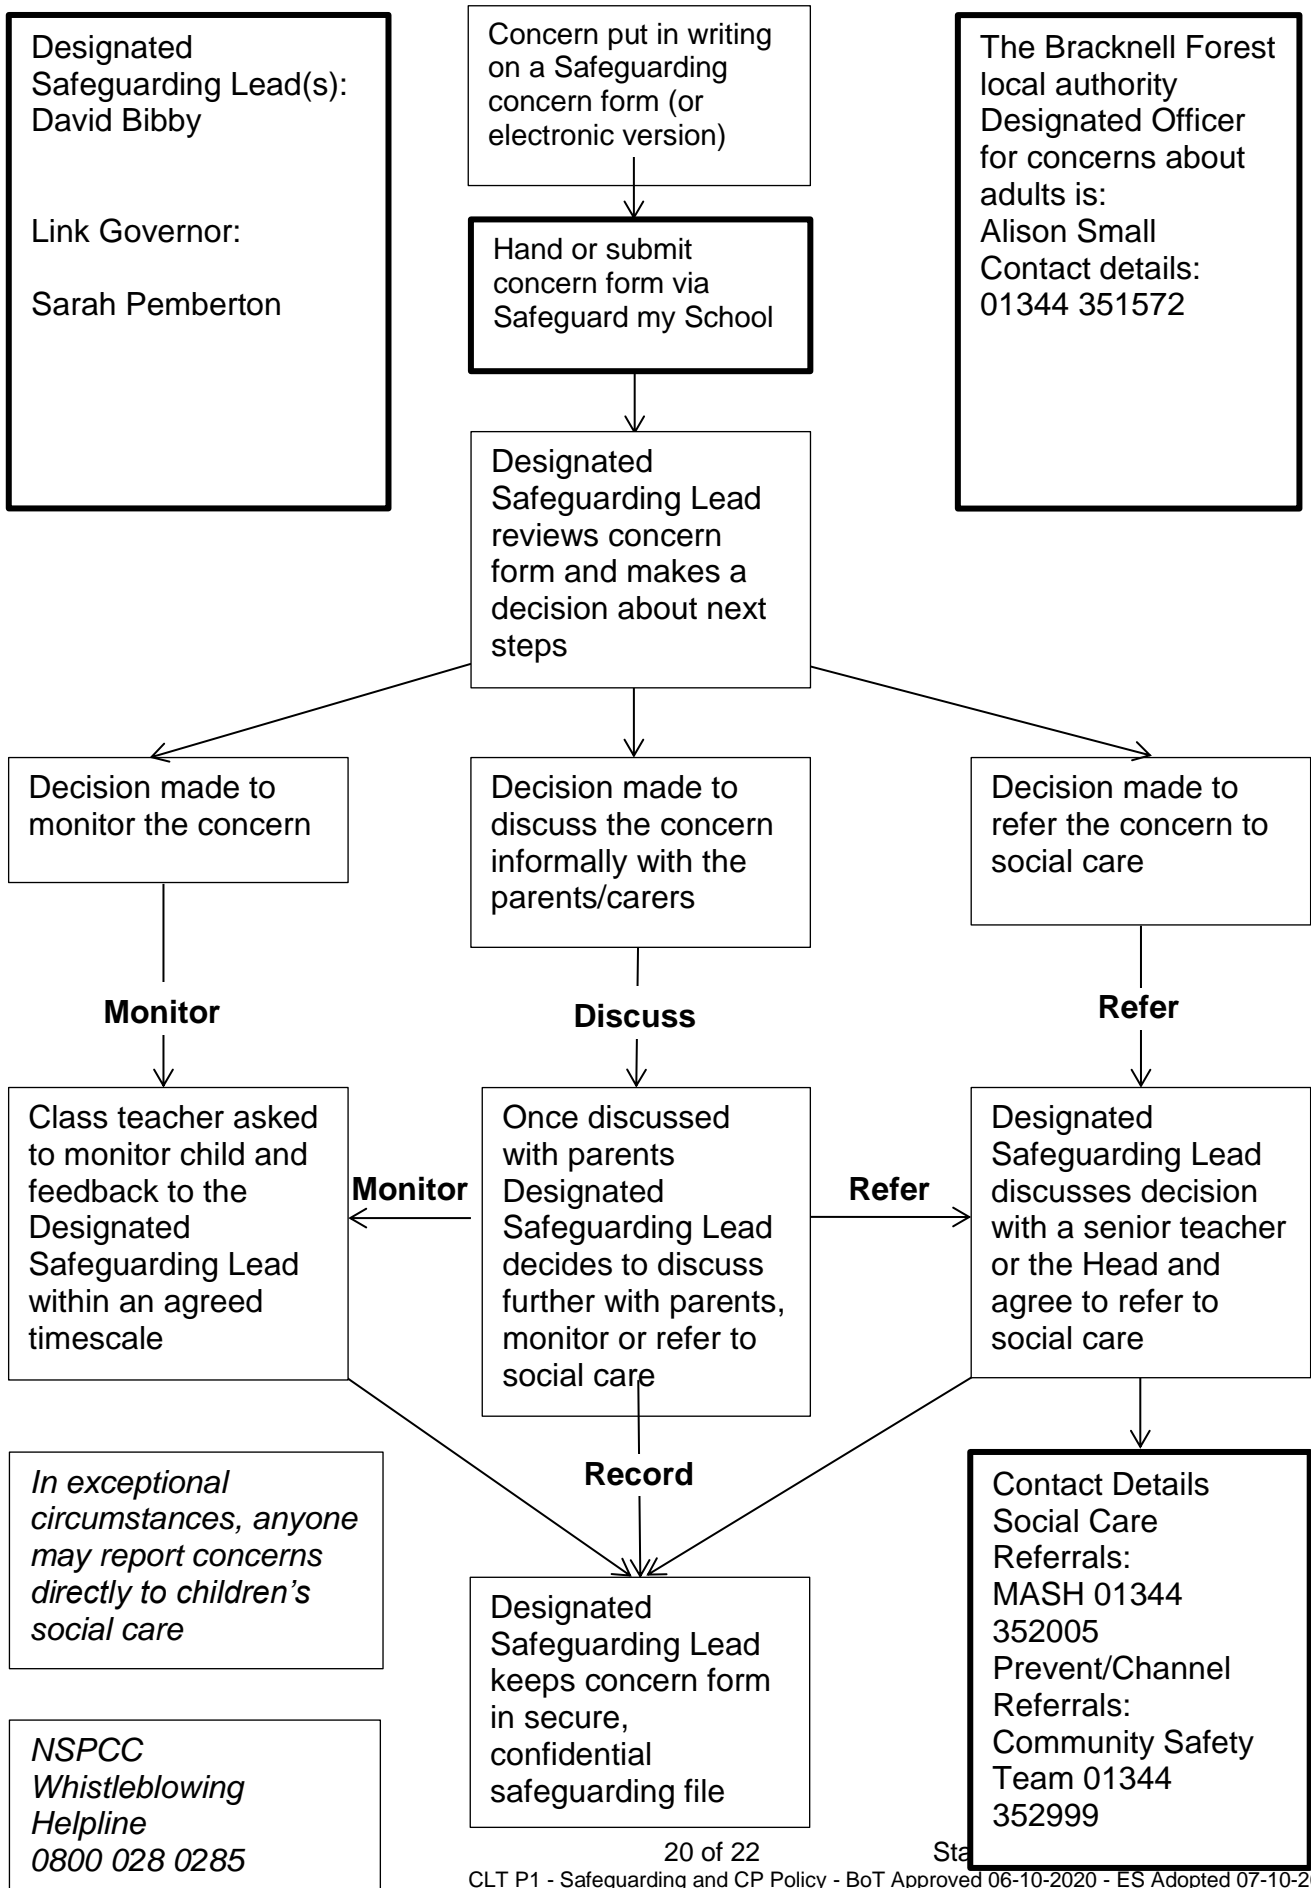 Designated
Safeguarding Lead(s):
David Bibby
Link Governor:
Sarah Pemberton
Concern put in writing
on a Safeguarding
concern form (or
electronic version)
The Bracknell Forest
local authority
Designated Officer
for concerns about
adults is:
Alison Small
Contact details:
01344 351572
Hand or submit
concern form via
Safeguard my School
Designated
Safeguarding Lead
reviews concern
form and makes a
decision about next
steps
Decision made to
monitor the concern
Decision made to
discuss the concern
informally with the
parents/carers
Decision made to
refer the concern to
social care
Monitor
Discuss
Refer
Class teacher asked
to monitor child and
feedback to the
Designated
Safeguarding Lead
within an agreed
timescale
Monitor
Once discussed
with parents
Designated
Safeguarding Lead
decides to discuss
further with parents,
monitor or refer to
social care
Refer
Designated
Safeguarding Lead
discusses decision
with a senior teacher
or the Head and
agree to refer to
social care
In exceptional
circumstances, anyone
may report concerns
directly to children’s
social care
Record
Contact Details
Social Care
Referrals:
MASH 01344
352005
Prevent/Channel
Referrals:
Community Safety
Team 01344
352999
Designated
Safeguarding Lead
keeps concern form
in secure,
confidential
safeguarding file
NSPCC
Whistleblowing
Helpline
0800 028 0285
20 of 22 Sta
CLT P1 - Safeguarding and CP Policy - BoT Approved 06-10-2020 - ES Adopted 07-10-2